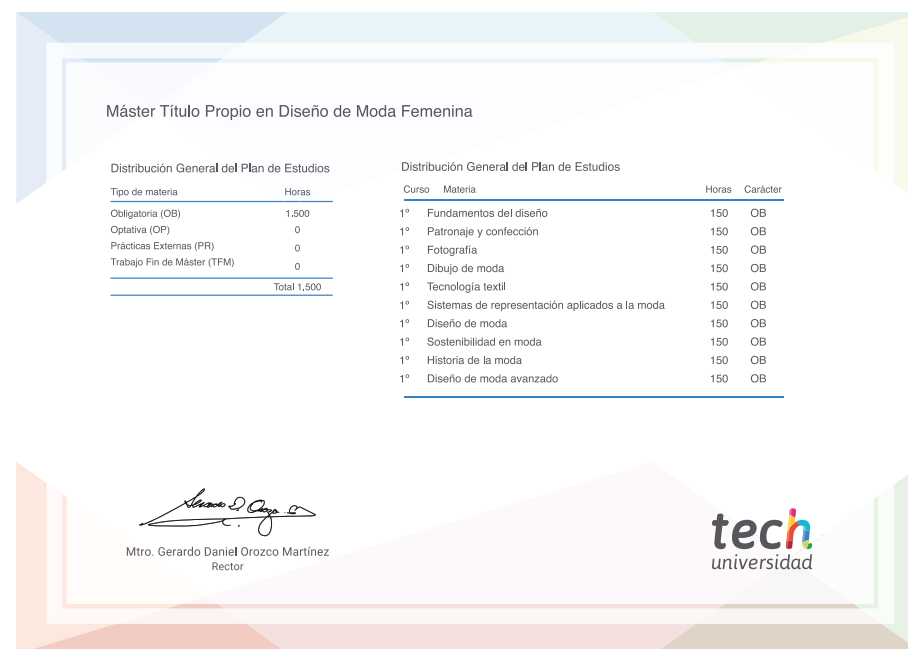 Máster Título Propio en Diseño de Moda Femenina
Distribución General del Plan de Estudios
Tipo de materia Horas
Obligatoria (OB) 1.500
Optativa (OP) 0
Prácticas Externas (PR) 0
Trabajo Fin de Máster (TFM) 0
Total 1.500
Distribución General del Plan de Estudios
Curso Materia Horas Carácter
1º Fundamentos del diseño 150 OB
1º Patronaje y confección 150 OB
1º Fotografía 150 OB
1º Dibujo de moda 150 OB
1º Tecnología textil 150 OB
1º Sistemas de representación aplicados a la moda 150 OB
1º Diseño de moda 150 OB
1º Sostenibilidad en moda 150 OB
1º Historia de la moda 150 OB
1º Diseño de moda avanzado 150 OB
Mtro. Gerardo Daniel Orozco Martínez
Rector
tech
universidad